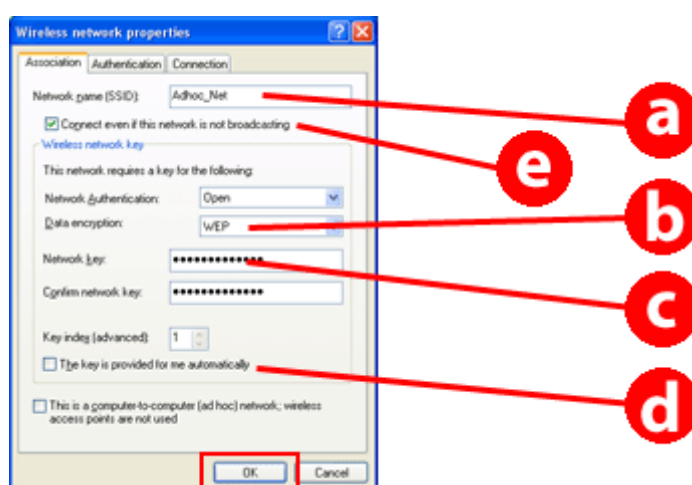 Wireless network properties
Association Authentication Connection
Network name (SSID): Adhoc_Net
a
Connect even if this network is not broadcasting
e
Wireless network key
This network requires a key for the following:
Network Authentication: Open
Data encryption: WEP
b
Network key: •••••••••••••
c
Confirm network key: •••••••••••••
Key index (advanced): 1
The key is provided for me automatically
d
This is a computer-to-computer (ad hoc) network; wireless
access points are not used
OK Cancel